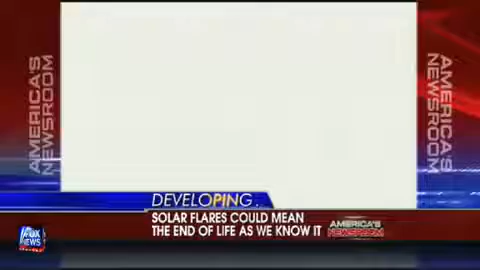 AMERICA'S
NEWSROOM
AMERICA'S
NEWSROOM
DEVELOPING...
SOLAR FLARES COULD MEAN
THE END OF LIFE AS WE KNOW IT
AMERICA'S
NEWSROOM
FOX
NEWS